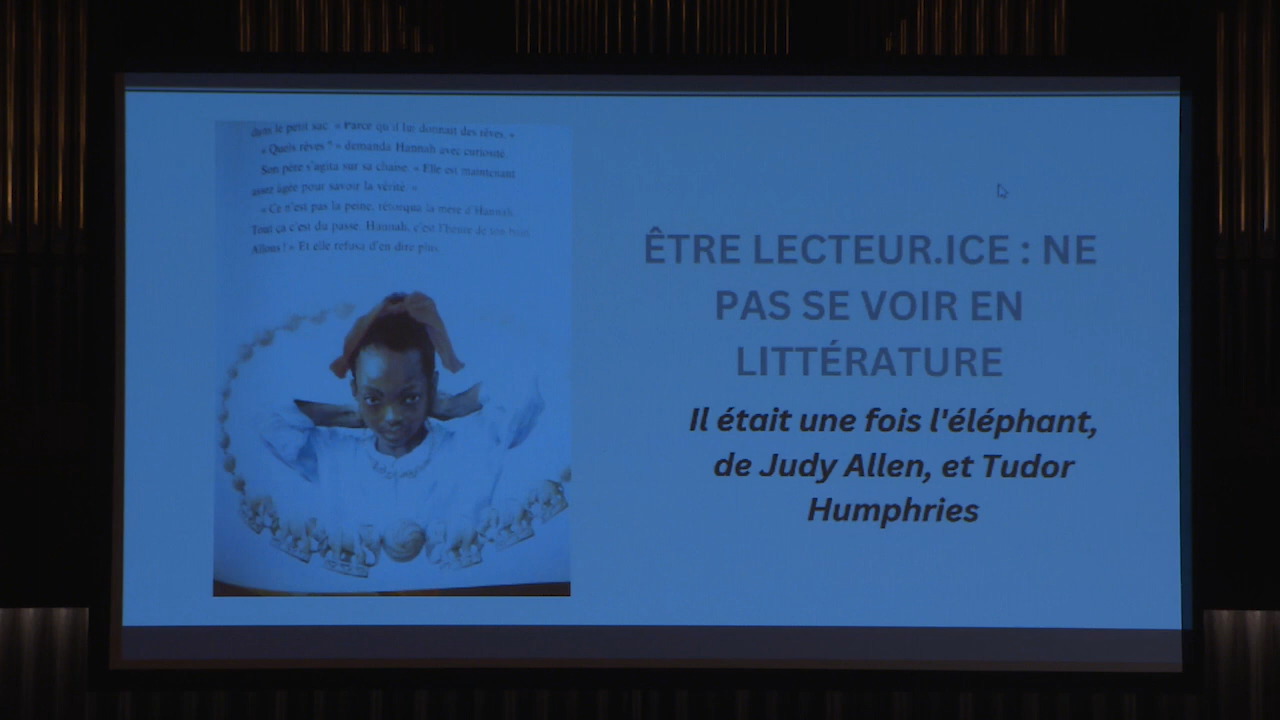 dans le petit sac. « Parce qu'il lui donnait des rêves. »
« Quels rêves ? » demanda Hannah avec curiosité.
Son père s'agita sur sa chaise. « Elle est maintenant
assez âgée pour savoir la vérité. »
« Ce n'est pas la peine, rétorqua la mère d'Hannah.
Tout ça c'est du passé. Hannah, c'est l'heure de ton bain.
Allons ! » Et elle refusa d'en dire plus.
ÊTRE LECTEUR.ICE : NE
PAS SE VOIR EN
LITTÉRATURE
Il était une fois l'éléphant,
de Judy Allen, et Tudor
Humphries